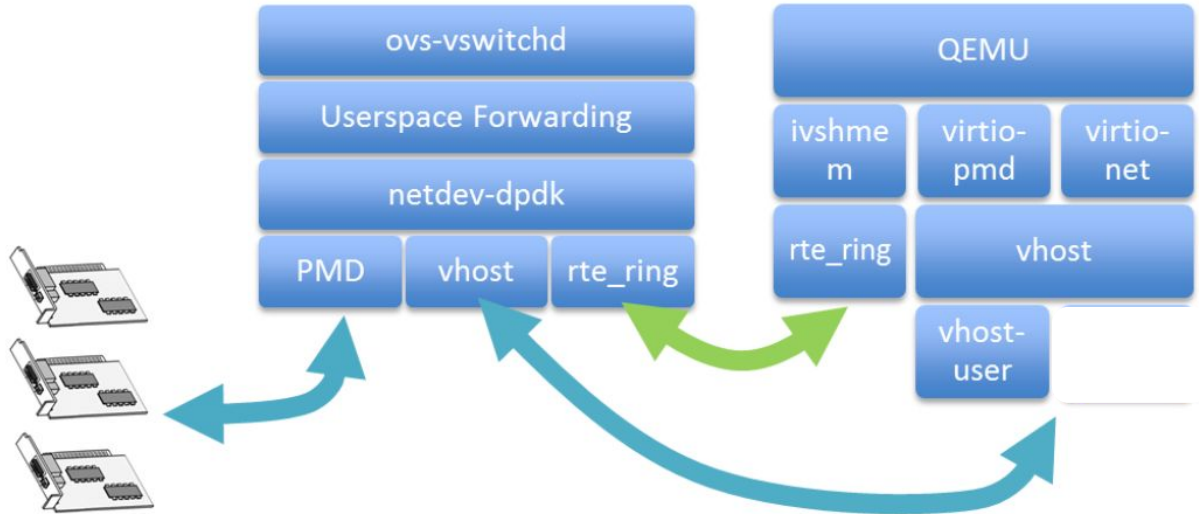 ovs-vswitchd
Userspace Forwarding
netdev-dpdk
PMD
vhost
rte_ring
QEMU
ivshme
m
virtio-
pmd
virtio-
net
rte_ring
vhost
vhost-
user